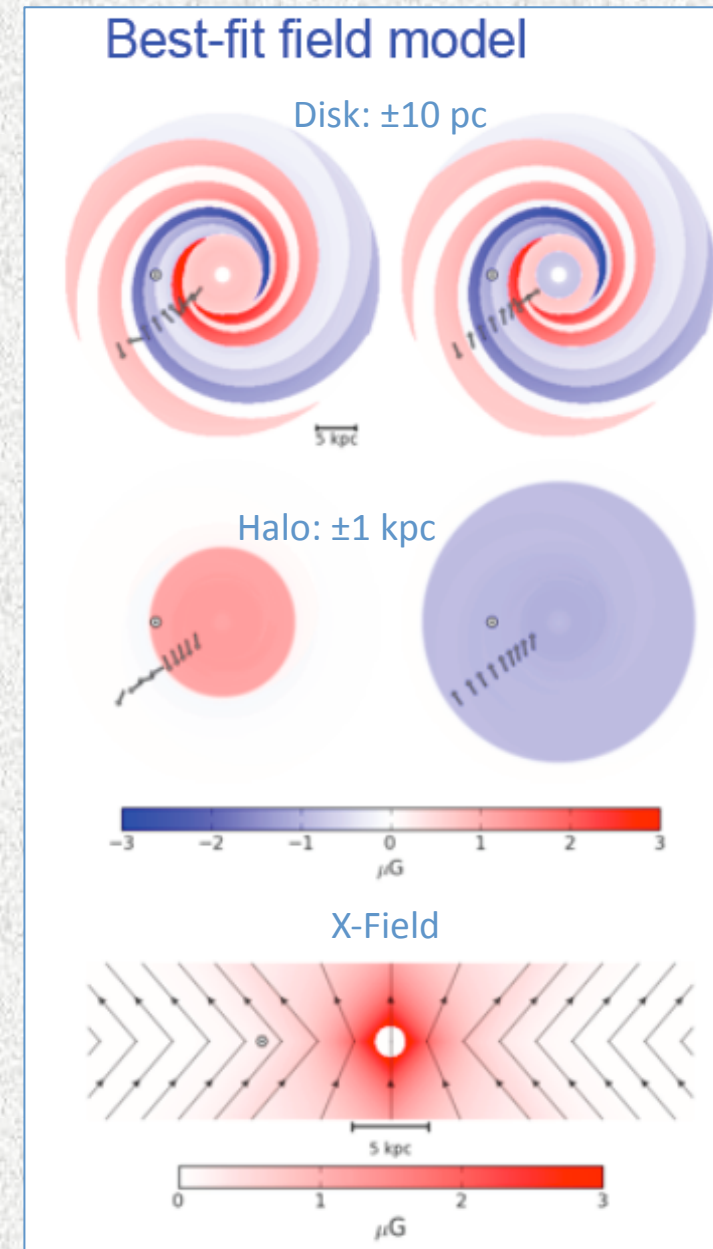 Best-fit field model
Disk: ±10 pc
5 kpc
Halo: ±1 kpc
−3 −2 −1 0 1 2 3
μG
X-Field
5 kpc
0 1 2 3
μG